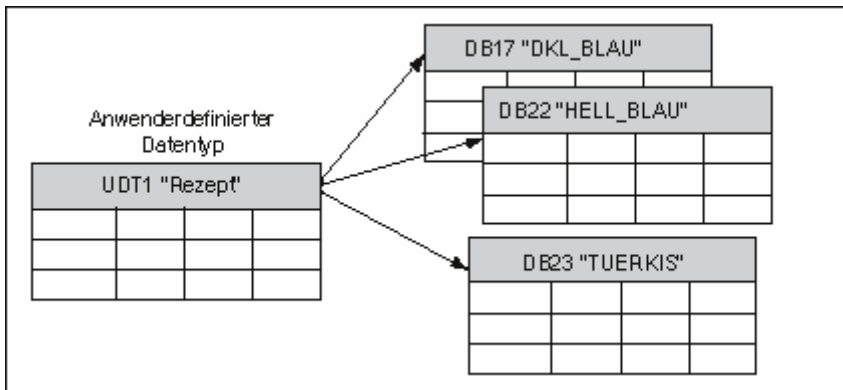 DB17 "DKL_BLAU"
DB22 "HELL_BLAU"
Anwenderdefinierter
Datentyp
UDT1 "Rezept"
DB23 "TUERKIS"